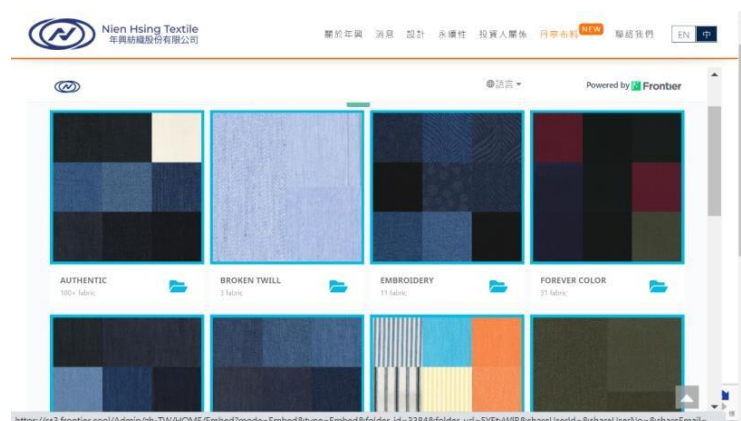 Nien Hsing Textile
年興紡織股份有限公司
關於年興 消息 設計 永續性 投資人關係 丹寧布料 NEW 聯絡我們 EN 中
語言 Powered by Frontier
AUTHENTIC BROKEN TWILL EMBROIDERY FOREVER COLOR
100+ fabric 3 fabric 11 fabric 31 fabric